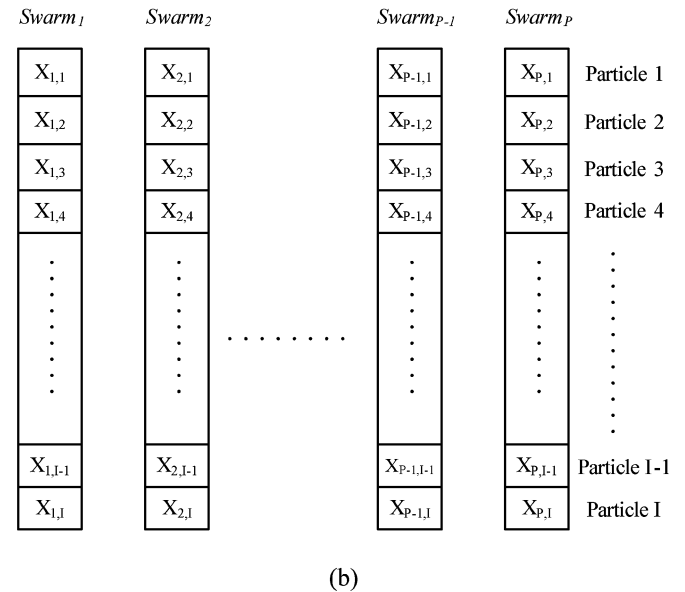 Swarm1 Swarm2 SwarmP-1 SwarmP
X1,1 X2,1 XP-1,1 XP,1 Particle 1
X1,2 X2,2 XP-1,2 XP,2 Particle 2
X1,3 X2,3 XP-1,3 XP,3 Particle 3
X1,4 X2,4 XP-1,4 XP,4 Particle 4
X1,I-1 X2,I-1 XP-1,I-1 XP,I-1 Particle I-1
X1,I X2,I XP-1,I XP,I Particle I
(b)